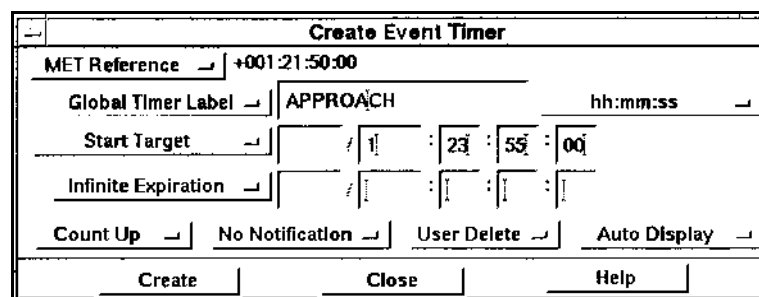 Create Event Timer
MET Reference +001:21:50:00
Global Timer Label APPROACH hh:mm:ss
Start Target / 1 : 23 : 55 : 00
Infinite Expiration / : : :
Count Up No Notification User Delete Auto Display
Create Close Help